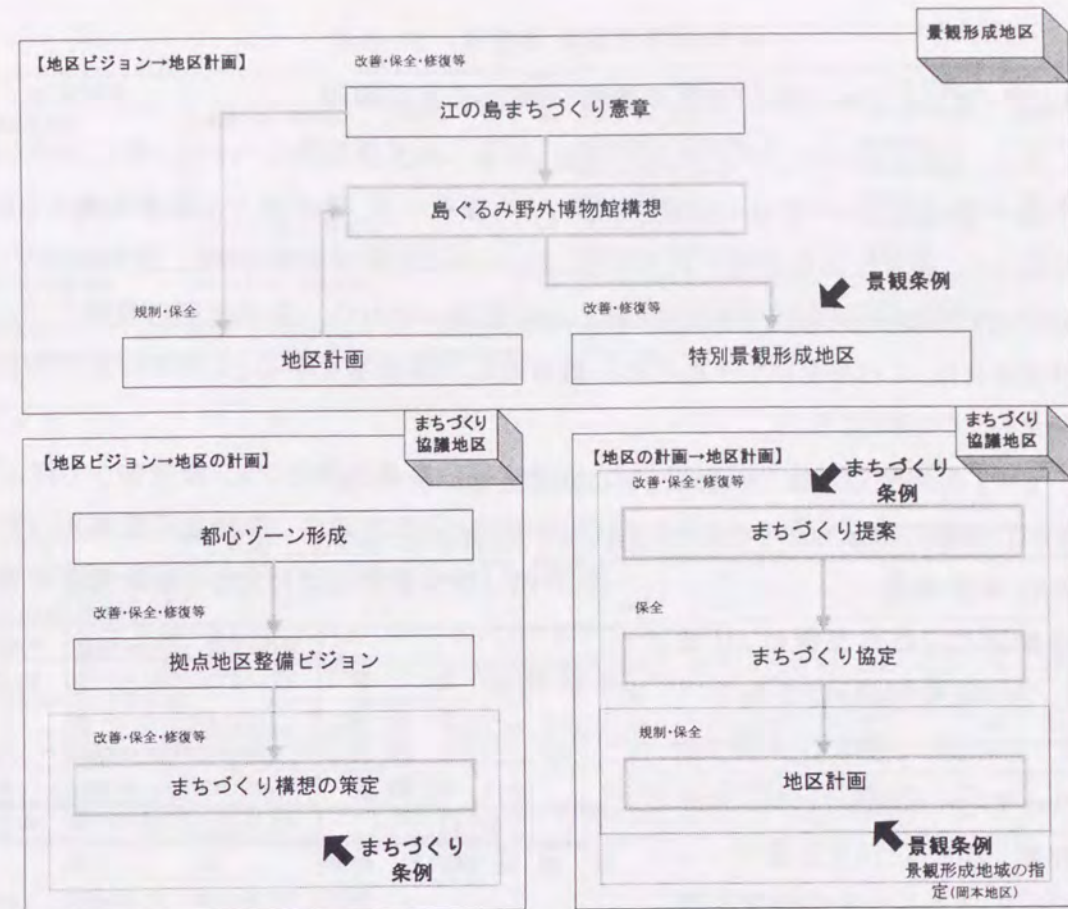 景観形成地区
【地区ビジョン→地区計画】
改善・保全・修復等
江の島まちづくり憲章
島ぐるみ野外博物館構想
景観条例
規制・保全
改善・修復等
地区計画
特別景観形成地区
まちづくり
協議地区
【地区ビジョン→地区の計画】
都心ゾーン形成
改善・保全・修復等
拠点地区整備ビジョン
改善・保全・修復等
まちづくり構想の策定
まちづくり
条例
まちづくり
協議地区
【地区の計画→地区計画】
まちづくり
条例
改善・保全・修復等
まちづくり提案
保全
まちづくり協定
規制・保全
地区計画
景観条例
景観形成地域の指
定(岡本地区)